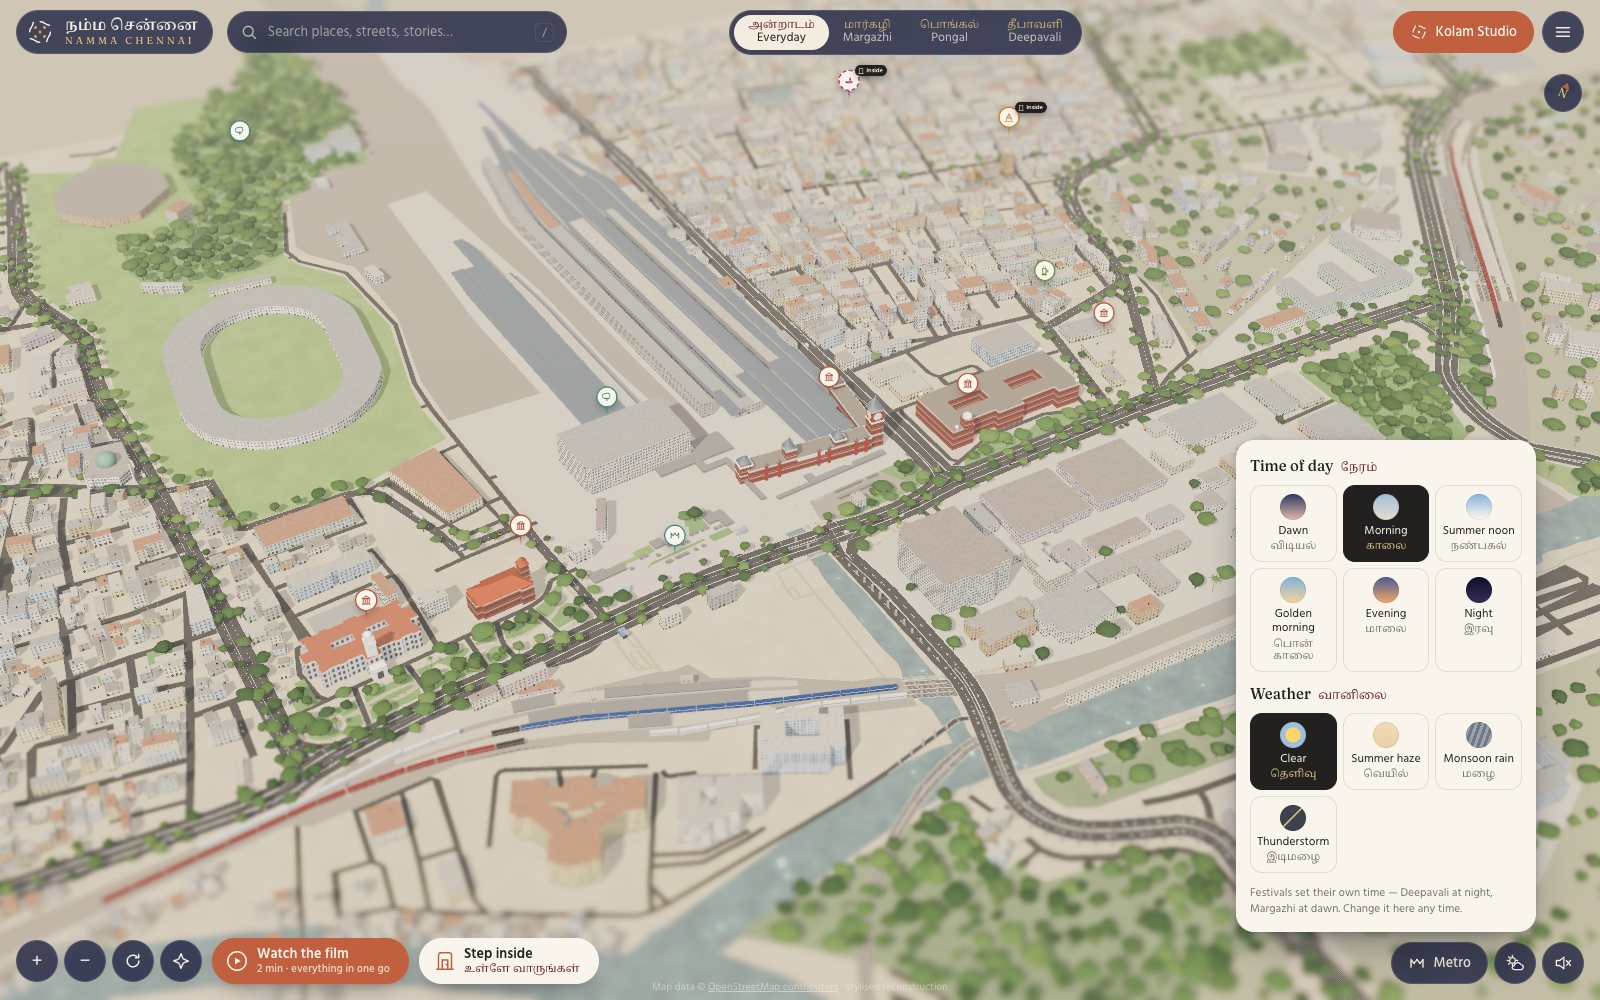 நம்ம சென்னை
NAMMA CHENNAI
Search places, streets, stories...
/
அன்றாடம்
Everyday
மார்கழி
Margazhi
பொங்கல்
Pongal
தீபாவளி
Deepavali
Kolam Studio
N
Inside
Inside
Time of day நேரம்
Dawn
விடியல்
Morning
காலை
Summer noon
நண்பகல்
Golden
morning
பொன்
காலை
Evening
மாலை
Night
இரவு
Weather வானிலை
Clear
தெளிவு
Summer haze
வெயில்
Monsoon rain
மழை
Thunderstorm
இடிமழை
Festivals set their own time — Deepavali at night,
Margazhi at dawn. Change it here any time.
Watch the film
2 min · everything in one go
Step inside
உள்ளே வாருங்கள்
Metro
Map data © OpenStreetMap contributors · stylised reconstruction